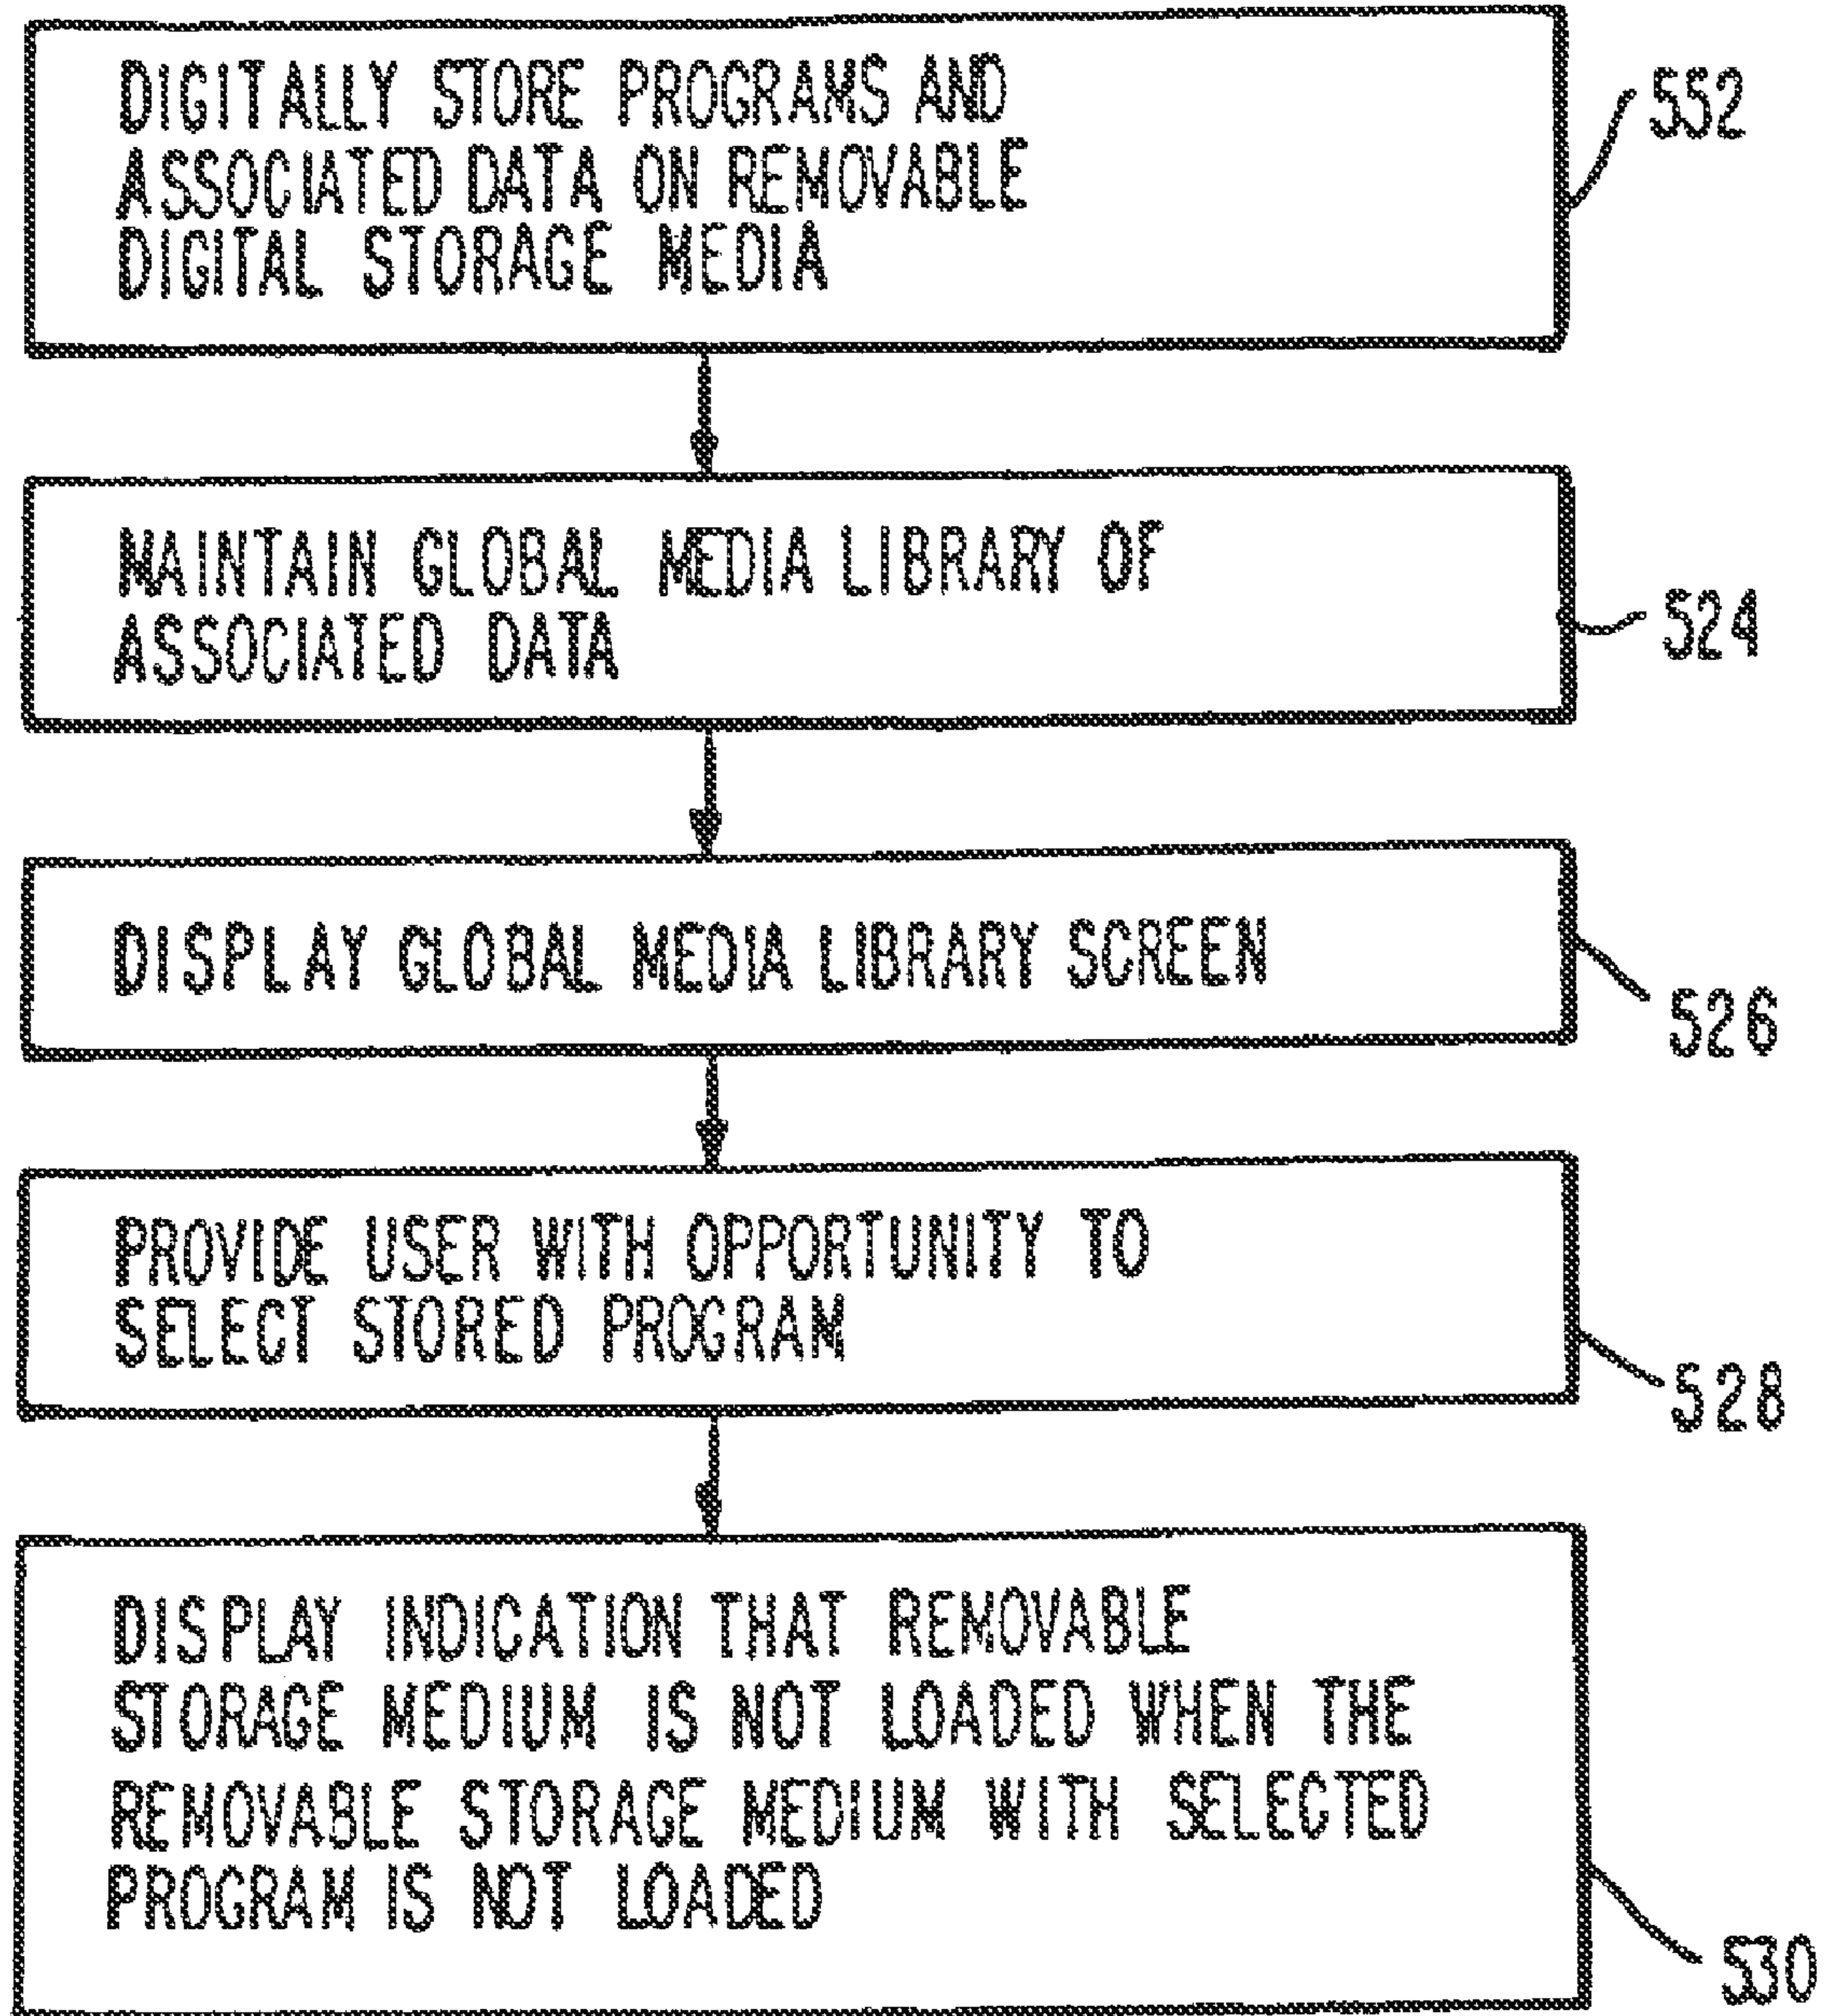 DIGITALLY STORE PROGRAMS AND
ASSOCIATED DATA ON REMOVABLE
DIGITAL STORAGE MEDIA
552
MAINTAIN GLOBAL MEDIA LIBRARY OF
ASSOCIATED DATA
524
DISPLAY GLOBAL MEDIA LIBRARY SCREEN
526
PROVIDE USER WITH OPPORTUNITY TO
SELECT STORED PROGRAM
528
DISPLAY INDICATION THAT REMOVABLE
STORAGE MEDIUM IS NOT LOADED WHEN THE
REMOVABLE STORAGE MEDIUM WITH SELECTED
PROGRAM IS NOT LOADED
530